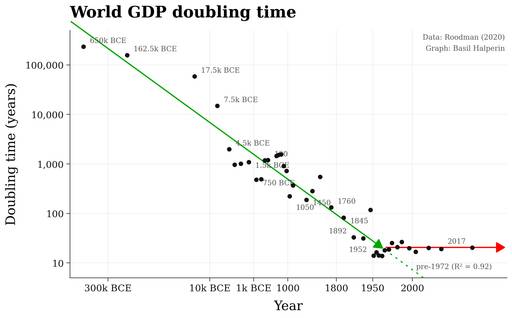 World GDP doubling time
Data: Roodman (2020)
Graph: Basil Halperin
650k BCE
162.5k BCE
17.5k BCE
7.5k BCE
4.5k BCE
1.5k BCE
750 BCE
1050
1450
1760
1845
1892
1952
2017
pre-1972 (R² = 0.92)
Doubling time (years)
100,000
10,000
1,000
100
10
300k BCE
10k BCE
1k BCE
1000
1800
1950
2000
Year